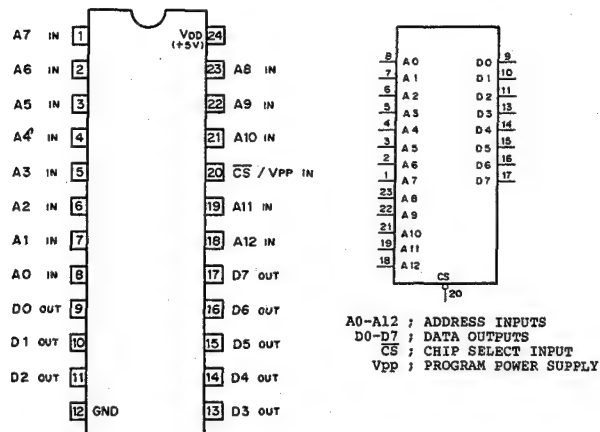 A7 IN 1 VDD 24
(+5V)
A6 IN 2 23 A8 IN
A5 IN 3 22 A9 IN
A4 IN 4 21 A10 IN
A3 IN 5 20 CS / VPP IN
A2 IN 6 19 A11 IN
A1 IN 7 18 A12 IN
A0 IN 8 17 D7 OUT
D0 OUT 9 16 D6 OUT
D1 OUT 10 15 D5 OUT
D2 OUT 11 14 D4 OUT
12 GND 13 D3 OUT
8 A0 D0 9
7 A1 D1 10
6 A2 D2 11
5 A3 D3 13
4 A4 D4 14
3 A5 D5 15
2 A6 D6 16
1 A7 D7 17
23 A8
22 A9
21 A10
19 A11
18 A12
CS
20
A0-A12 ; ADDRESS INPUTS
D0-D7 ; DATA OUTPUTS
CS ; CHIP SELECT INPUT
Vpp ; PROGRAM POWER SUPPLY